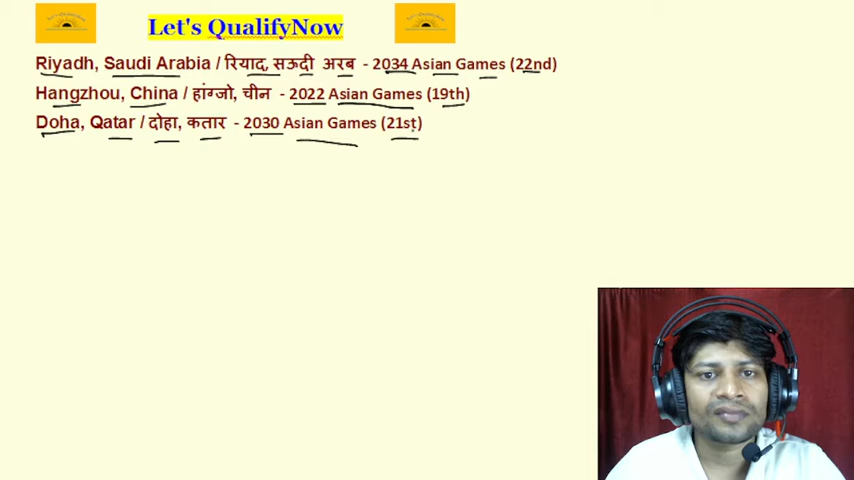 Let's QualifyNow
Riyadh, Saudi Arabia / रियाद, सऊदी अरब - 2034 Asian Games (22nd)
Hangzhou, China / हांग्जो, चीन - 2022 Asian Games (19th)
Doha, Qatar / दोहा, कतार - 2030 Asian Games (21st)